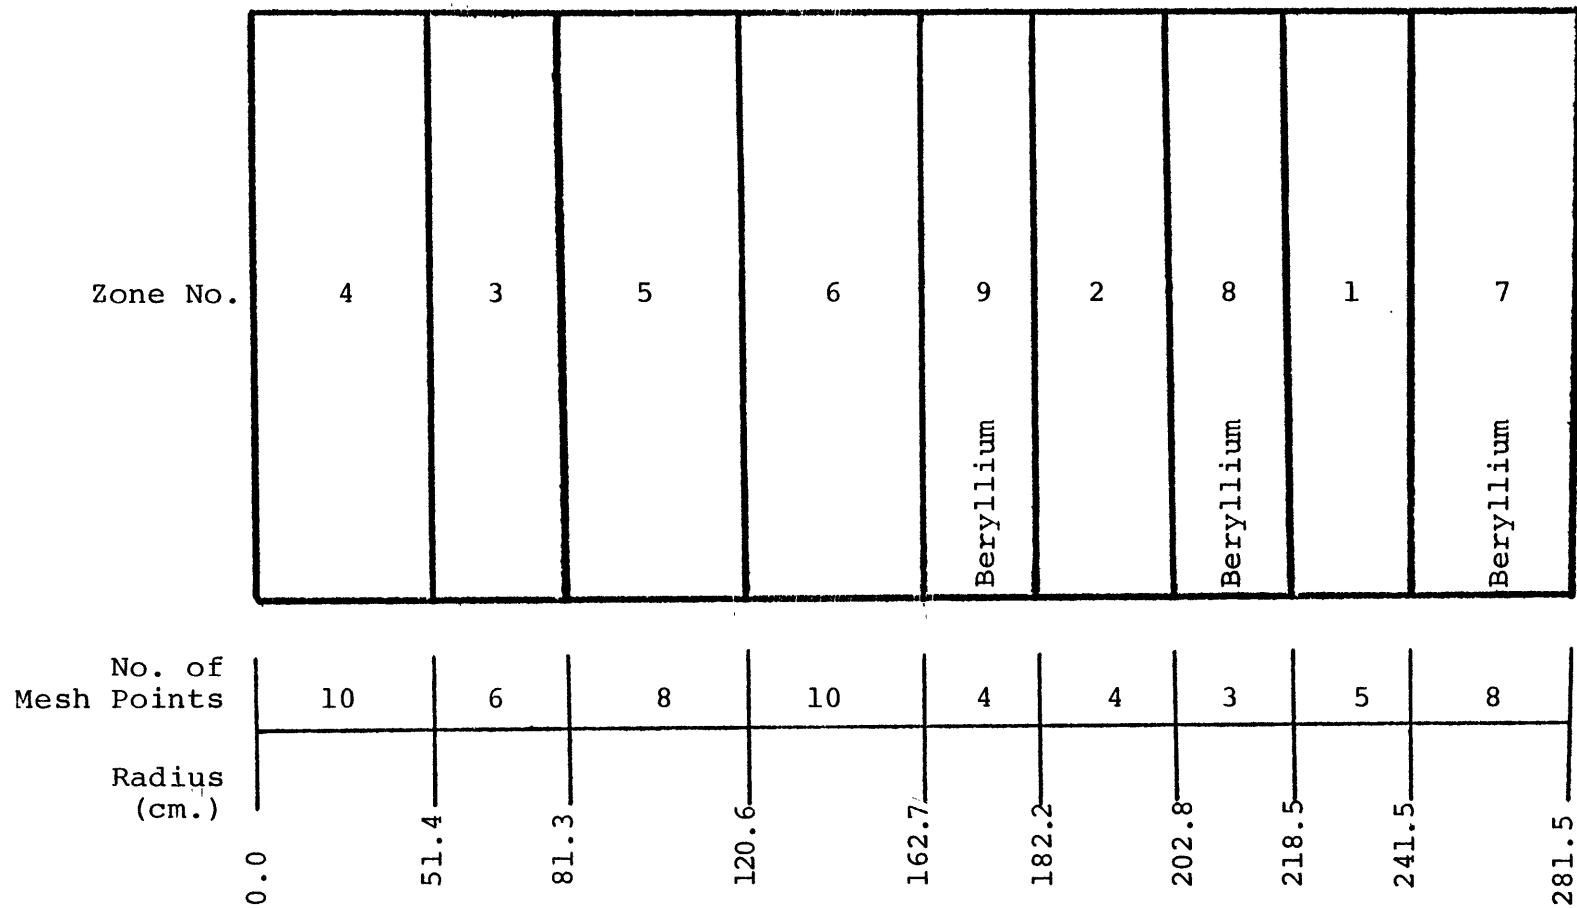 Zone No. 4 3 5 6 9 2 8 1 7
Beryllium Beryllium Beryllium
No. of
Mesh Points 10 6 8 10 4 4 3 5 8
Radius
(cm.)
0.0 51.4 81.3 120.6 162.7 182.2 202.8 218.5 241.5 281.5